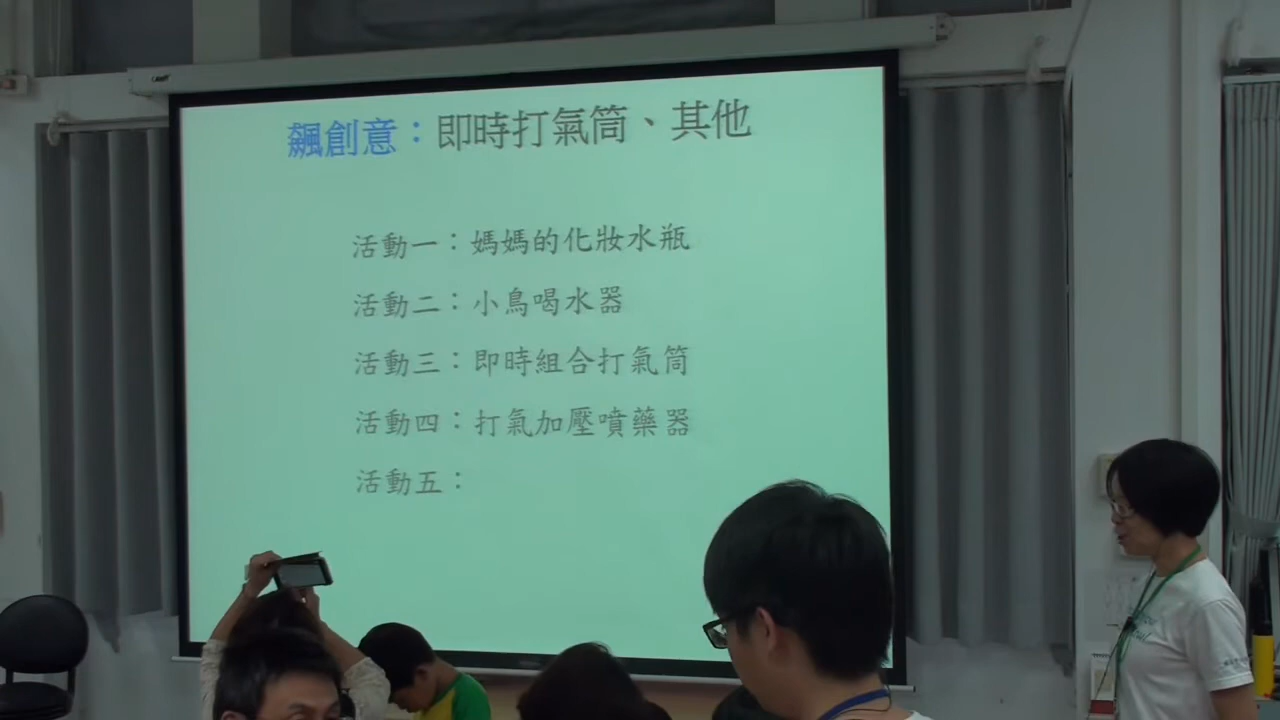 飆創意：即時打氣筒、其他
活動一：媽媽的化妝水瓶
活動二：小鳥喝水器
活動三：即時組合打氣筒
活動四：打氣加壓噴藥器
活動五：